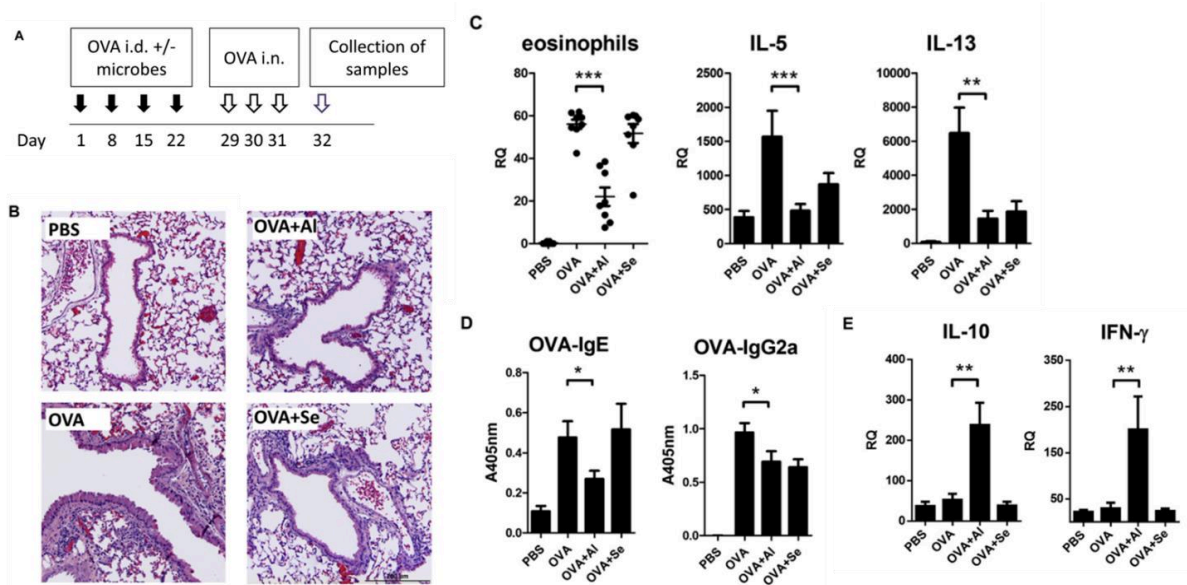 A
OVA i.d. +/-
microbes
OVA i.n.
Collection of
samples
Day 1 8 15 22 29 30 31 32
B
PBS
OVA+Al
OVA
OVA+Se
C
eosinophils
***
RQ
80
60
40
20
0
PBS
OVA
OVA+Al
OVA+Se
IL-5
***
RQ
2500
2000
1500
1000
500
0
PBS
OVA
OVA+Al
OVA+Se
IL-13
**
RQ
10000
8000
6000
4000
2000
0
PBS
OVA
OVA+Al
OVA+Se
D
OVA-IgE
*
A405nm
0.8
0.6
0.4
0.2
0.0
PBS
OVA
OVA+Al
OVA+Se
OVA-IgG2a
*
A405nm
1.5
1.0
0.5
0.0
PBS
OVA
OVA+Al
OVA+Se
E
IL-10
**
RQ
400
300
200
100
0
PBS
OVA
OVA+Al
OVA+Se
IFN-γ
**
RQ
350
250
150
50
PBS
OVA
OVA+Al
OVA+Se